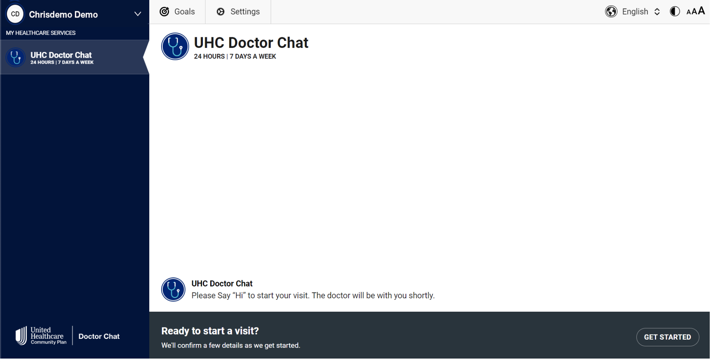 CD
Chrisdemo Demo
Goals
Settings
English
AAA
MY HEALTHCARE SERVICES
UHC Doctor Chat
24 HOURS | 7 DAYS A WEEK
UHC Doctor Chat
24 HOURS | 7 DAYS A WEEK
UHC Doctor Chat
Please Say “Hi” to start your visit. The doctor will be with you shortly.
United
Healthcare
Community Plan
Doctor Chat
Ready to start a visit?
We'll confirm a few details as we get started.
GET STARTED